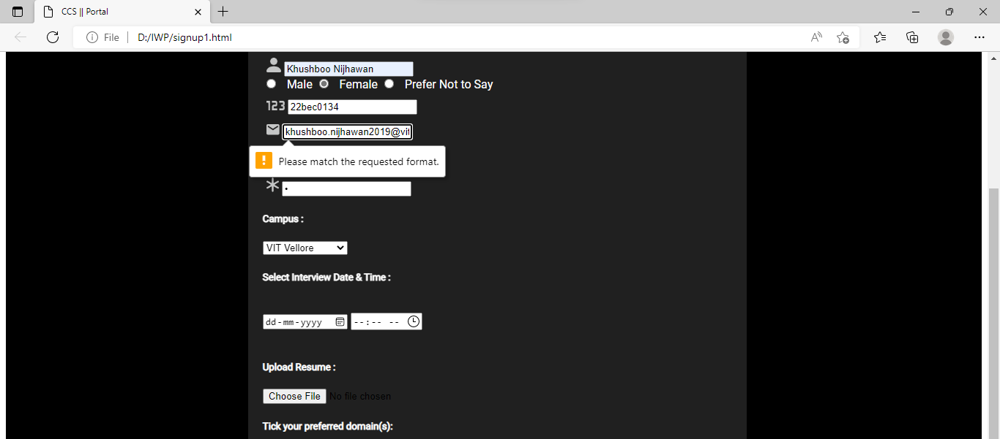 CCS || Portal
File D:/IWP/signup1.html
Khushboo Nijhawan
Male Female Prefer Not to Say
123 22bec0134
khushboo.nijhawan2019@vit
! Please match the requested format.
Campus :
VIT Vellore
Select Interview Date & Time :
dd-mm-yyyy --:-- --
Upload Resume :
Choose File No file chosen
Tick your preferred domain(s):